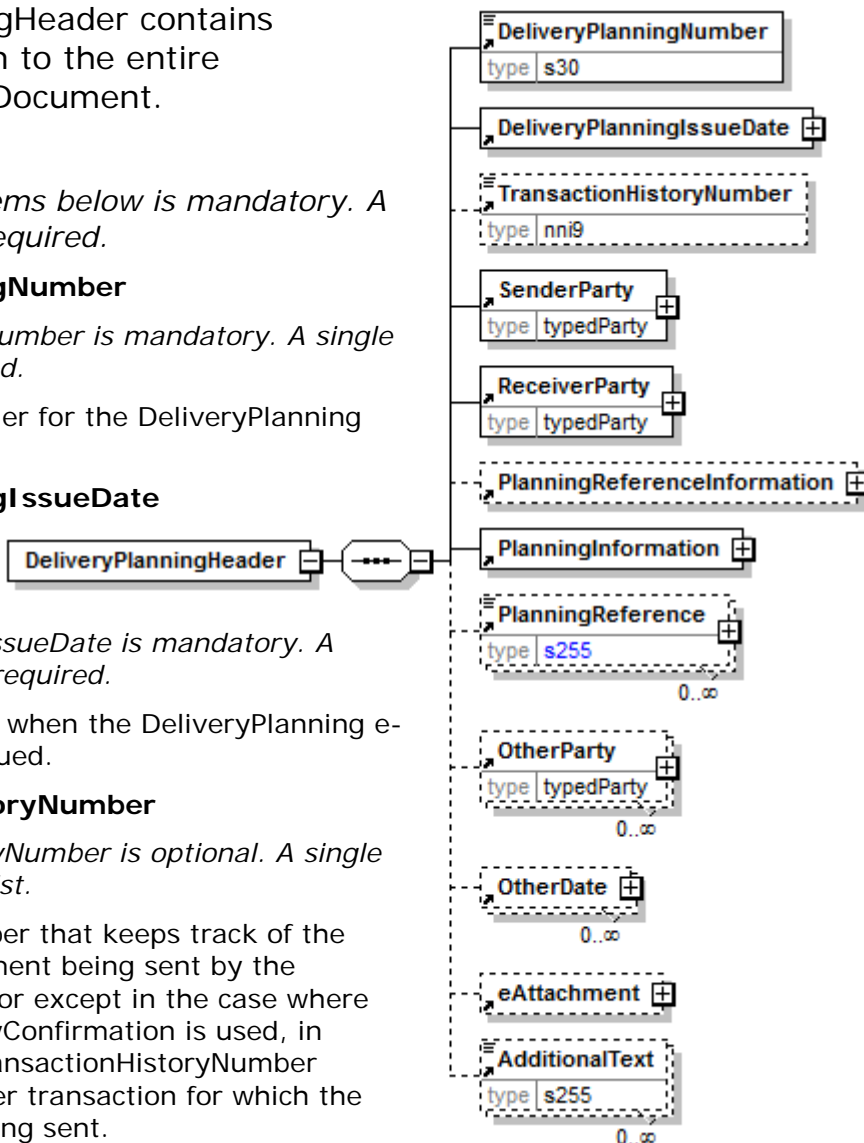 gHeader contains
n to the entire
Document.
ems below is mandatory. A
equired.
gNumber
umber is mandatory. A single
d.
er for the DeliveryPlanning
gIssueDate
ssueDate is mandatory. A
required.
when the DeliveryPlanning e-
ued.
oryNumber
yNumber is optional. A single
ist.
ber that keeps track of the
nent being sent by the
or except in the case where
yConfirmation is used, in
ansactionHistoryNumber
er transaction for which the
ng sent.
DeliveryPlanningHeader
DeliveryPlanningNumber
type s30
DeliveryPlanningIssueDate
TransactionHistoryNumber
type nni9
SenderParty
type typedParty
ReceiverParty
type typedParty
PlanningReferenceInformation
PlanningInformation
PlanningReference
type s255
0..∞
OtherParty
type typedParty
0..∞
OtherDate
0..∞
eAttachment
AdditionalText
type s255
0..∞